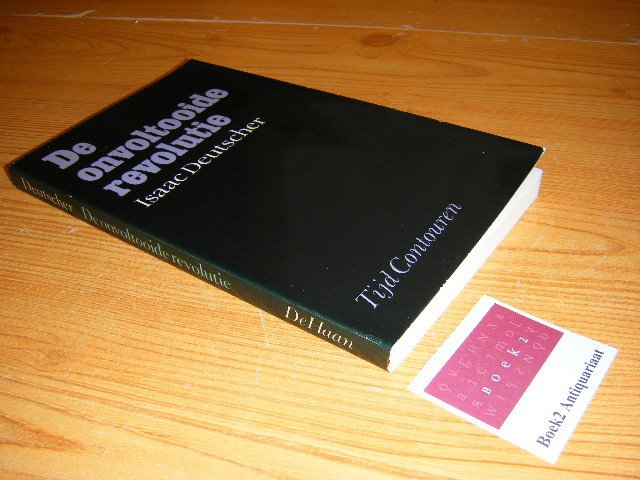 De
onvoltooide
revolutie
Isaac Deutscher
Tijd Contouren
Deutscher De onvoltooide revolutie De Haan
BOEK2
Boek2 Antiquariaat